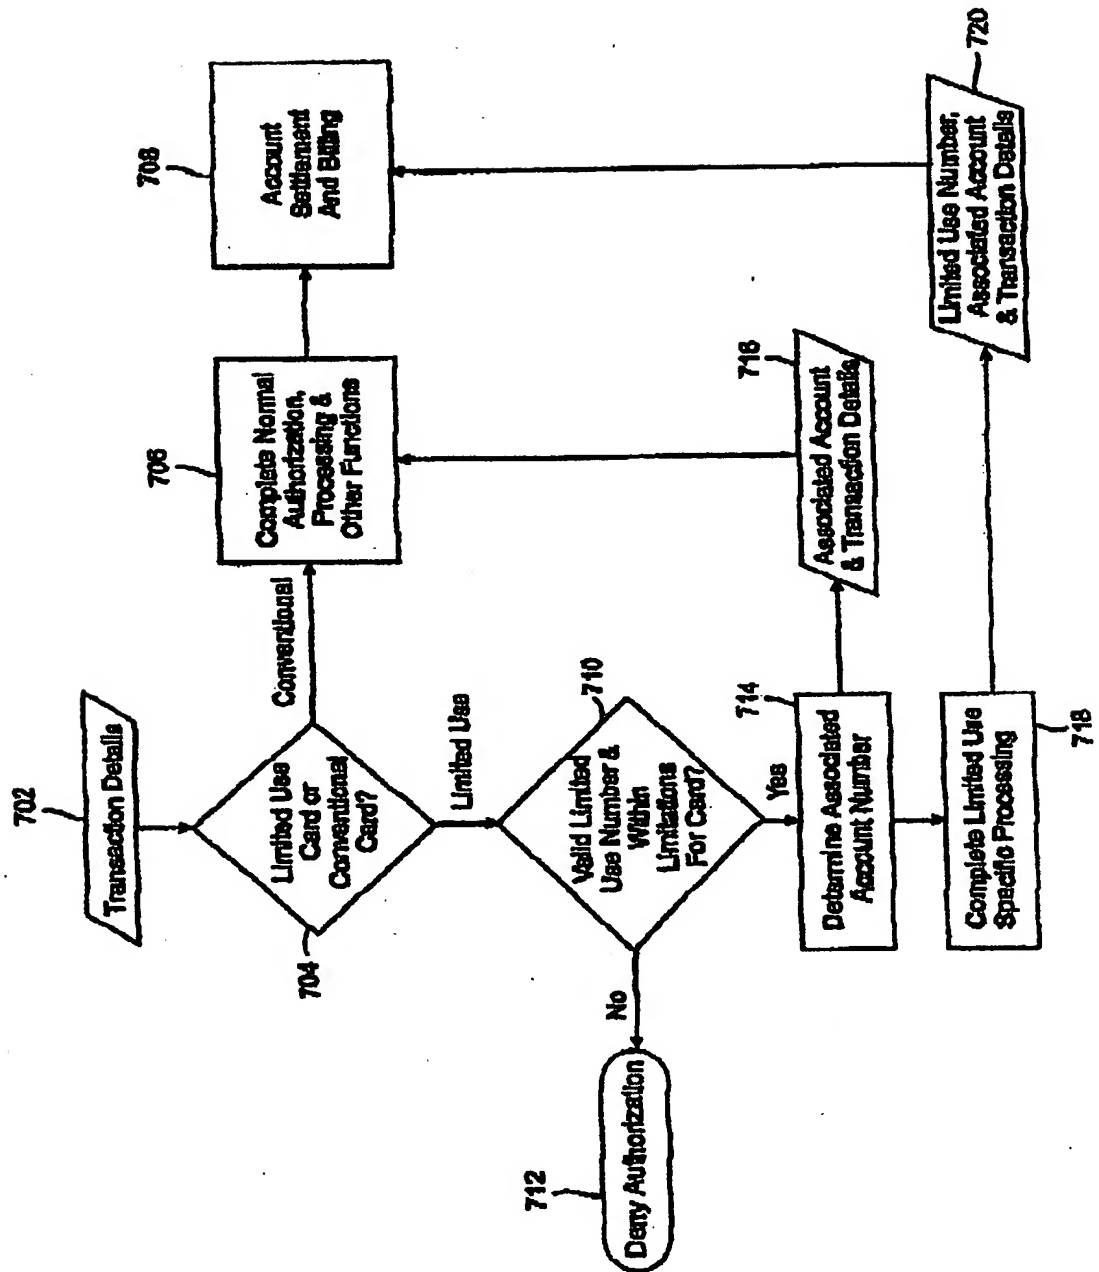 702
Transaction Details
704
Limited Use
Card or
Conventional
Card?
Conventional
706
Complete Normal
Authorization,
Processing &
Other Functions
708
Account
Settlement
And Billing
Limited Use
710
Valid Limited
Use Number &
Within
Limitations
For Card?
No
712
Deny Authorization
Yes
714
Determine Associated
Account Number
716
Associated Account
& Transaction Details
Complete Limited Use
Specific Processing
718
720
Limited Use Number,
Associated Account
& Transaction Details